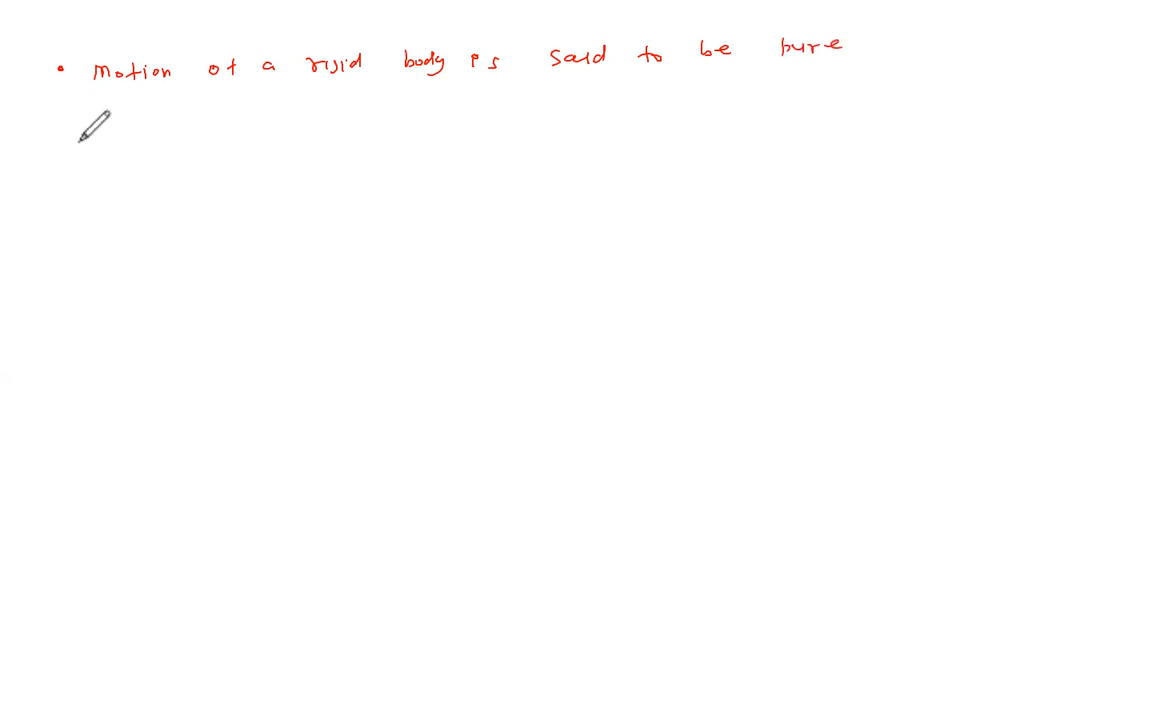 • Motion of a rigid body is said to be pure